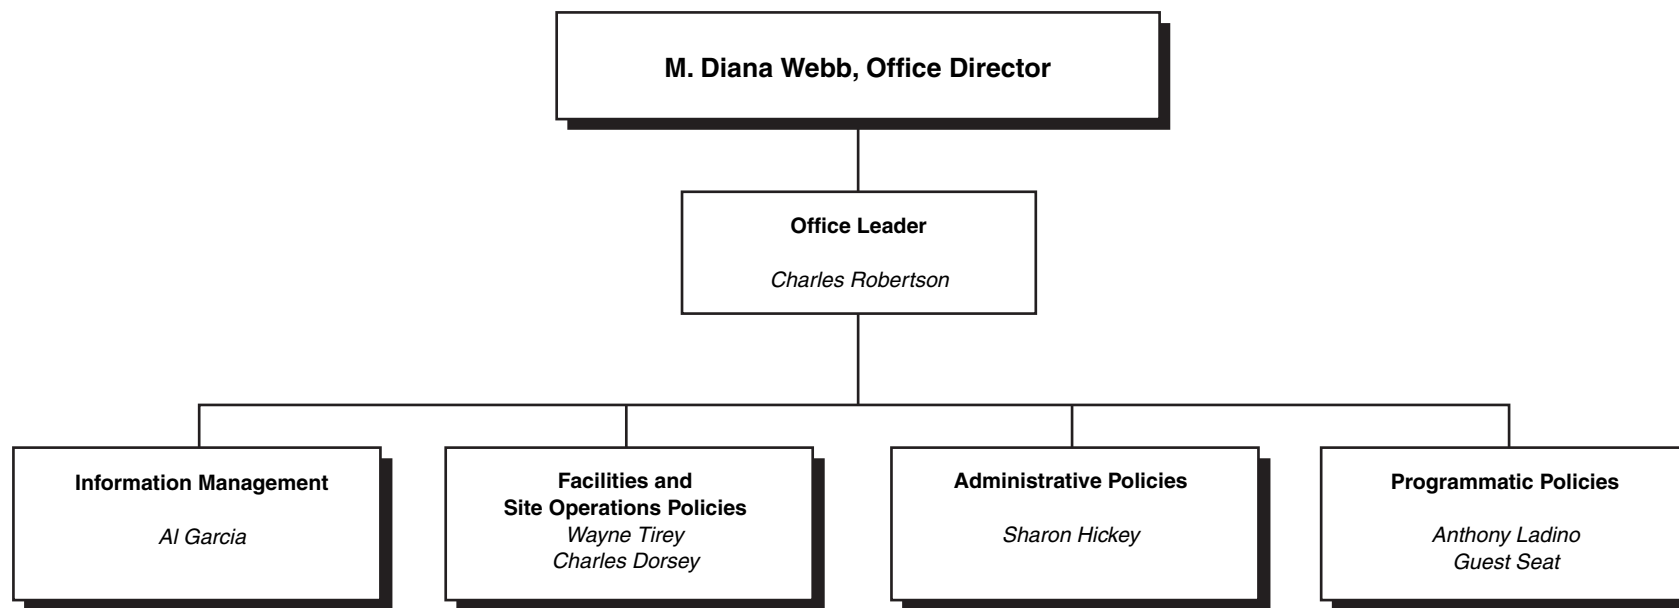 M. Diana Webb, Office Director
Office Leader
Charles Robertson
Information Management
Al Garcia
Facilities and
Site Operations Policies
Wayne Tirey
Charles Dorsey
Administrative Policies
Sharon Hickey
Programmatic Policies
Anthony Ladino
Guest Seat